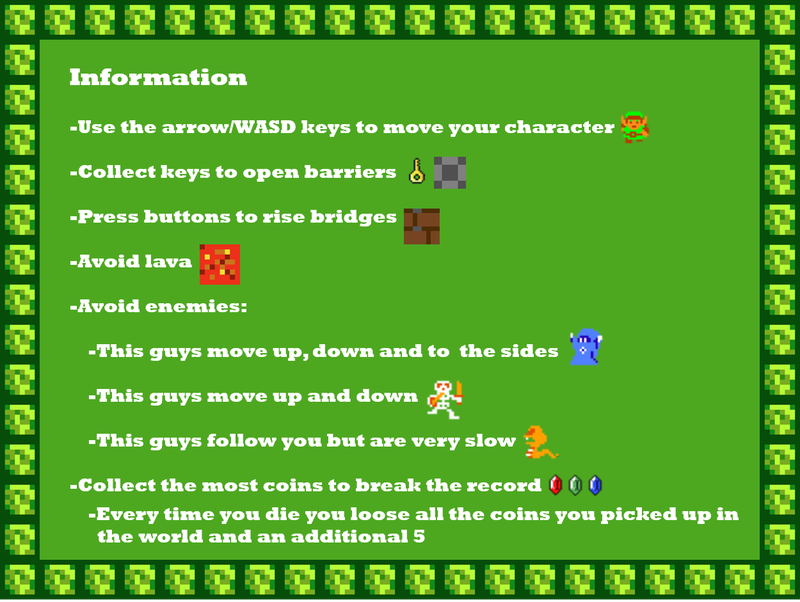 Information
-Use the arrow/WASD keys to move your character
-Collect keys to open barriers
-Press buttons to rise bridges
-Avoid lava
-Avoid enemies:
-This guys move up, down and to  the sides
-This guys move up and down
-This guys follow you but are very slow
-Collect the most coins to break the record
-Every time you die you loose all the coins you picked up in
the world and an additional 5